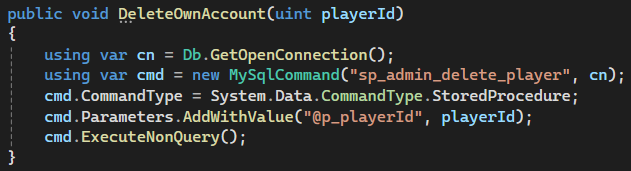 public void DeleteOwnAccount(uint playerId)
{
    using var cn = Db.GetOpenConnection();
    using var cmd = new MySqlCommand("sp_admin_delete_player", cn);
    cmd.CommandType = System.Data.CommandType.StoredProcedure;
    cmd.Parameters.AddWithValue("@p_playerId", playerId);
    cmd.ExecuteNonQuery();
}